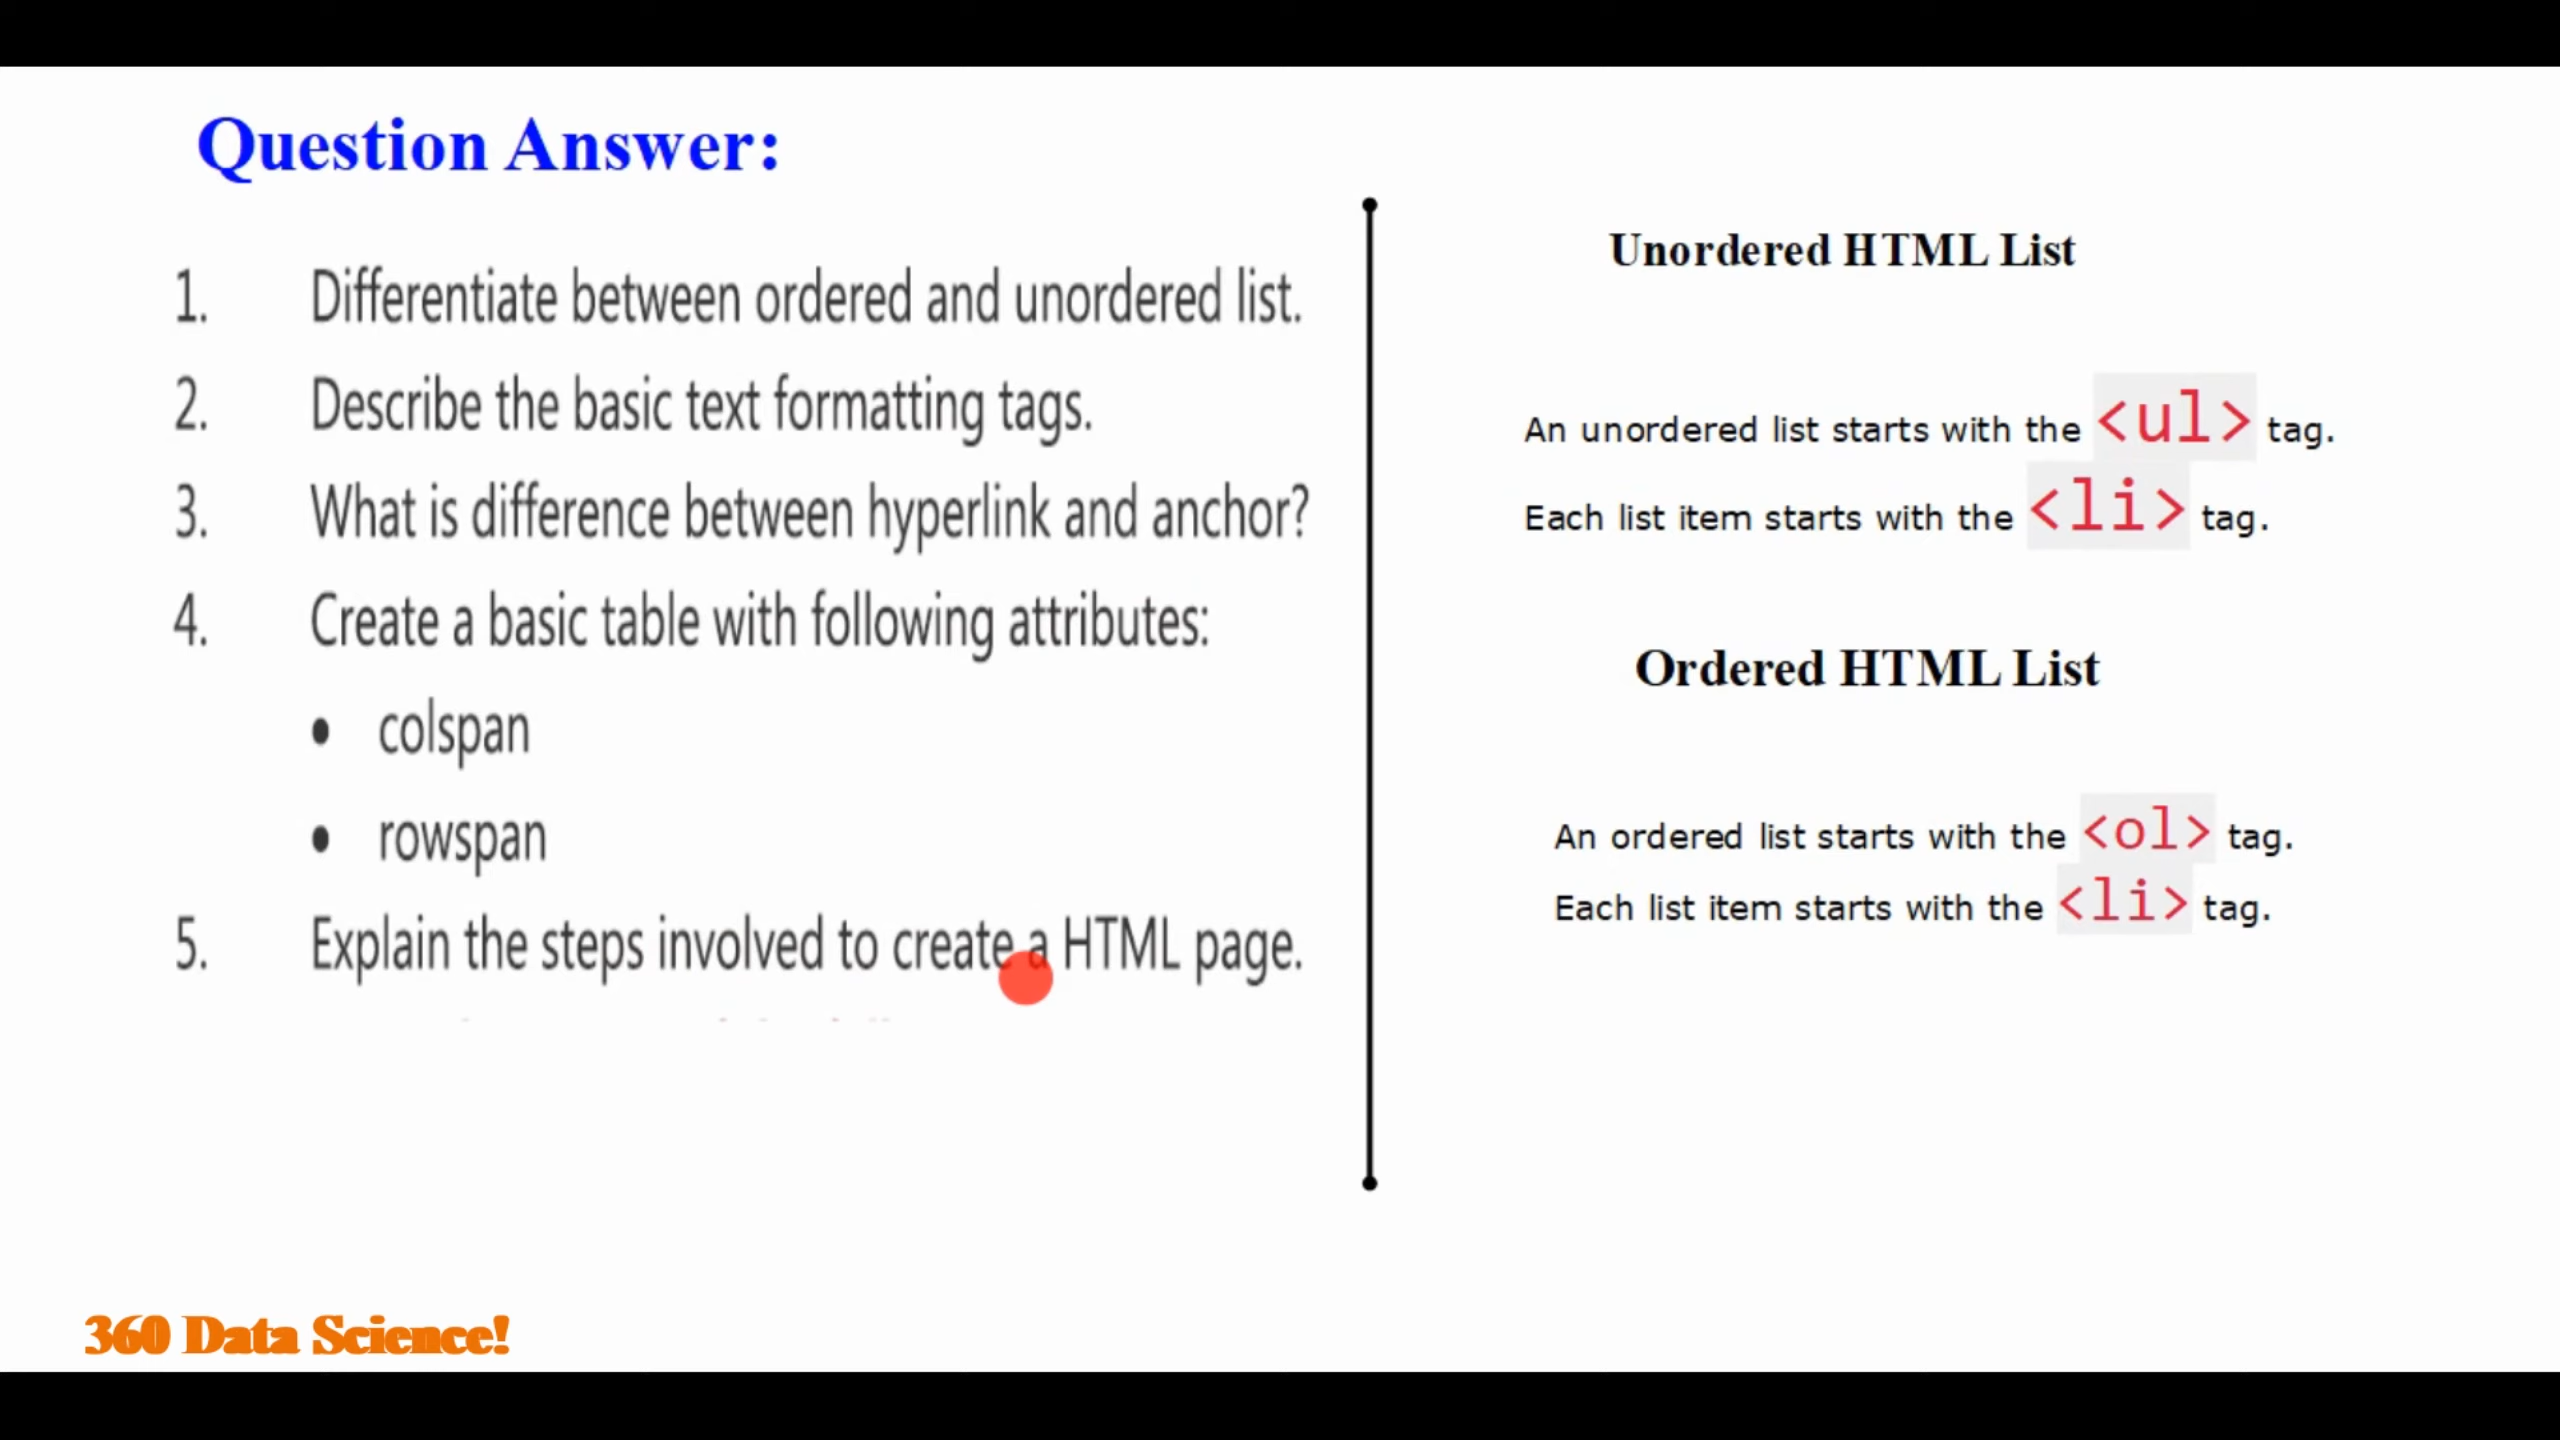 Question Answer:
1. Differentiate between ordered and unordered list.
2. Describe the basic text formatting tags.
3. What is difference between hyperlink and anchor?
4. Create a basic table with following attributes:
• colspan
• rowspan
5. Explain the steps involved to create a HTML page.
Unordered HTML List
An unordered list starts with the <ul> tag.
Each list item starts with the <li> tag.
Ordered HTML List
An ordered list starts with the <ol> tag.
Each list item starts with the <li> tag.
360 Data Science!